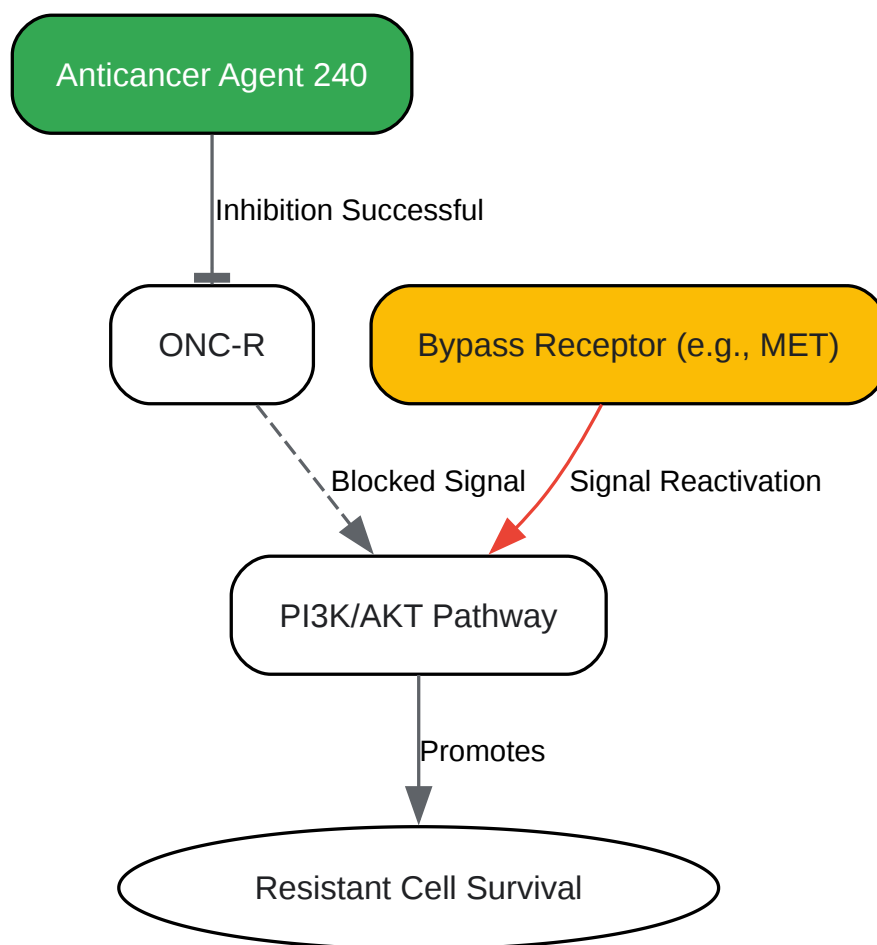 Anticancer Agent 240
Inhibition Successful
ONC-R
Bypass Receptor (e.g., MET)
Blocked Signal
Signal Reactivation
PI3K/AKT Pathway
Promotes
Resistant Cell Survival